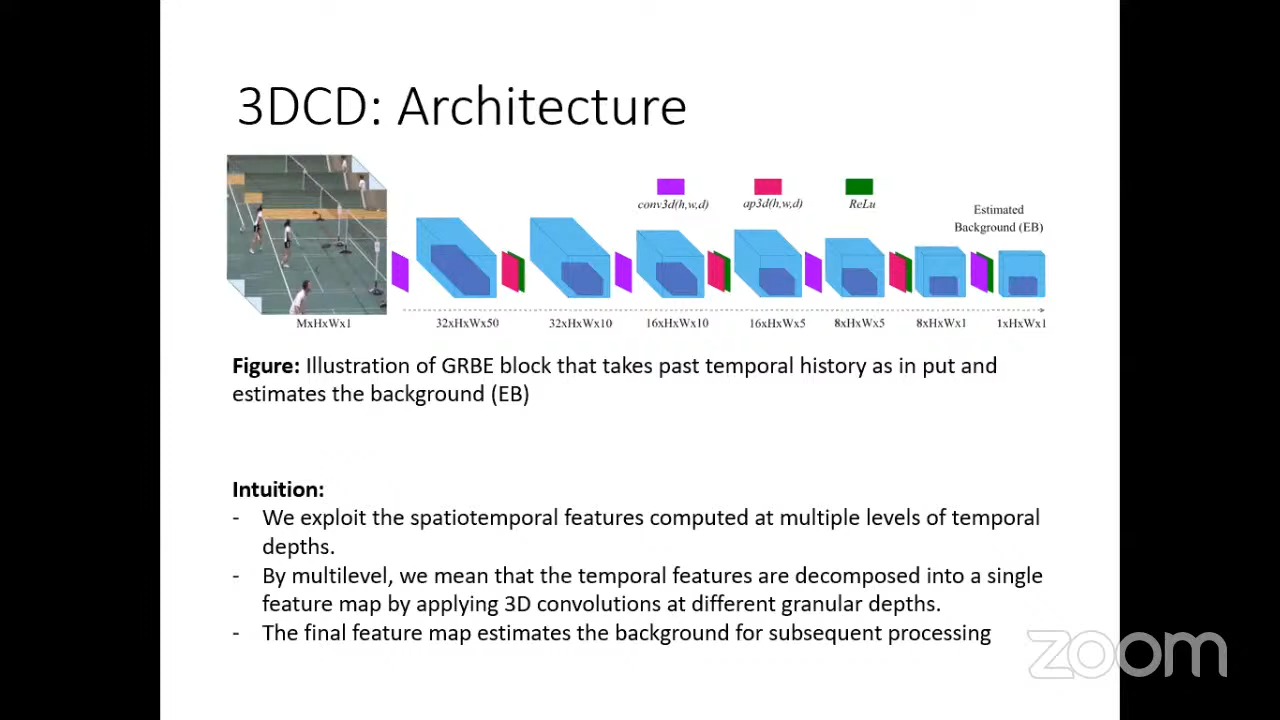 3DCD: Architecture
conv3d(h,w,d)
ap3d(h,w,d)
ReLu
Estimated
Background (EB)
MxHxWx1
32xHxWx50
32xHxWx10
16xHxWx10
16xHxWx5
8xHxWx5
8xHxWx1
1xHxWx1
Figure: Illustration of GRBE block that takes past temporal history as in put and
estimates the background (EB)
Intuition:
- We exploit the spatiotemporal features computed at multiple levels of temporal
depths.
- By multilevel, we mean that the temporal features are decomposed into a single
feature map by applying 3D convolutions at different granular depths.
- The final feature map estimates the background for subsequent processing
zoom